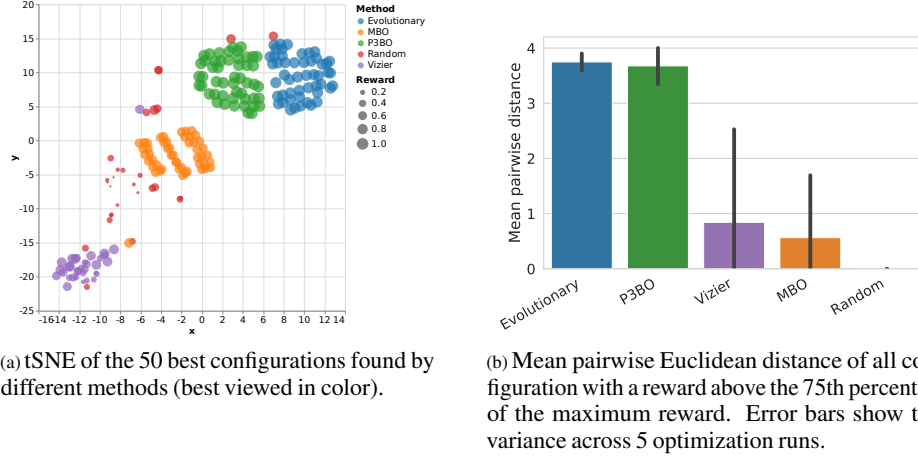 20
15
10
5
0
-5
-10
-15
-20
-25
y
-16 14 -12 -10 -8 -6 -4 -2 0 2 4 6 8 10 12 14
x
Method
Evolutionary
MBO
P3BO
Random
Vizier
Reward
0.2
0.4
0.6
0.8
1.0
(a) tSNE of the 50 best configurations found by
different methods (best viewed in color).
4
3
2
1
0
Mean pairwise distance
Evolutionary
P3BO
Vizier
MBO
Random
(b) Mean pairwise Euclidean distance of all co
figuration with a reward above the 75th percent
of the maximum reward. Error bars show t
variance across 5 optimization runs.